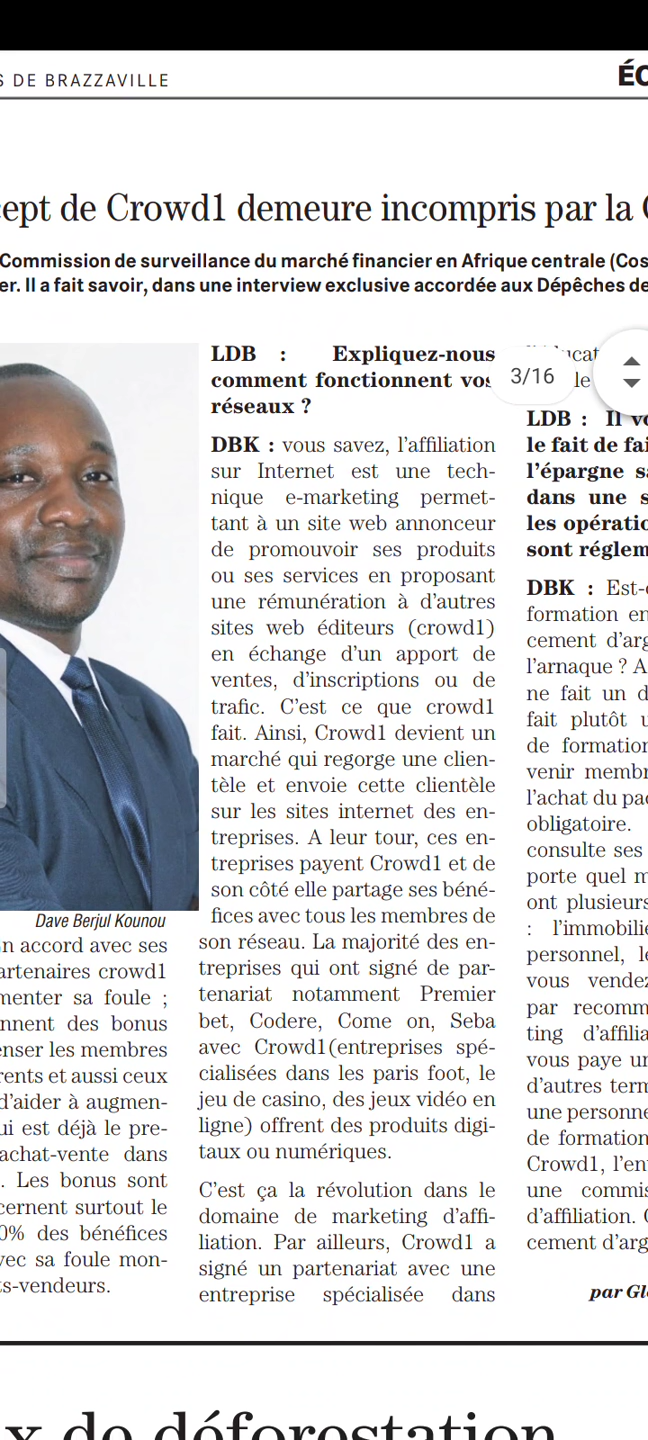 S DE BRAZZAVILLE
ÉC
cept de Crowd1 demeure incompris par la C
Commission de surveillance du marché financier en Afrique centrale (Cos
er. Il a fait savoir, dans une interview exclusive accordée aux Dépêches de
Dave Berjul Kounou
n accord avec ses
artenaires crowd1
menter sa foule ;
nnent des bonus
enser les membres
rents et aussi ceux
d'aider à augmen-
ui est déjà le pre-
achat-vente dans
. Les bonus sont
cernent surtout le
0% des bénéfices
vec sa foule mon-
ts-vendeurs.
LDB : Expliquez-nous
comment fonctionnent vos
réseaux ?
DBK : vous savez, l'affiliation
sur Internet est une tech-
nique e-marketing permet-
tant à un site web annonceur
de promouvoir ses produits
ou ses services en proposant
une rémunération à d'autres
sites web éditeurs (crowd1)
en échange d'un apport de
ventes, d'inscriptions ou de
trafic. C'est ce que crowd1
fait. Ainsi, Crowd1 devient un
marché qui regorge une clien-
tèle et envoie cette clientèle
sur les sites internet des en-
treprises. A leur tour, ces en-
treprises payent Crowd1 et de
son côté elle partage ses béné-
fices avec tous les membres de
son réseau. La majorité des en-
treprises qui ont signé de par-
tenariat notamment Premier
bet, Codere, Come on, Seba
avec Crowd1(entreprises spé-
cialisées dans les paris foot, le
jeu de casino, des jeux vidéo en
ligne) offrent des produits digi-
taux ou numériques.
C'est ça la révolution dans le
domaine de marketing d'affi-
liation. Par ailleurs, Crowd1 a
signé un partenariat avec une
entreprise spécialisée dans
3/16
le
LDB : Il vo
le fait de fai
l'épargne sa
dans une s
les opératio
sont réglem
DBK : Est-c
formation en
cement d'arg
l'arnaque ? A
ne fait un d
fait plutôt u
de formation
venir membr
l'achat du pac
obligatoire.
consulte ses
porte quel m
ont plusieurs
: l'immobilie
personnel, le
vous vendez
par recomm
ting d'affilia
vous paye un
d'autres term
une personne
de formation
Crowd1, l'ent
une commis
d'affiliation. C
cement d'arg
par Glo
x de déforestation